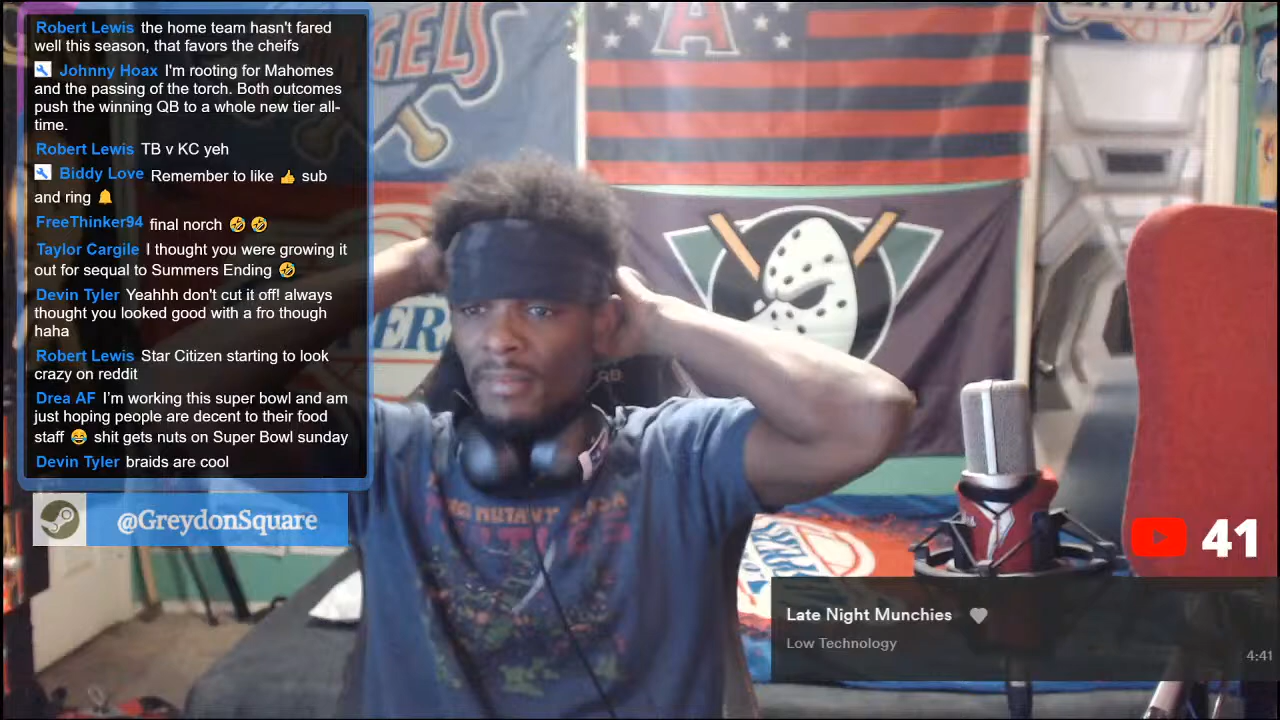 Robert Lewis the home team hasn't fared
well this season, that favors the cheifs
Johnny Hoax I'm rooting for Mahomes
and the passing of the torch. Both outcomes
push the winning QB to a whole new tier all-
time.
Robert Lewis TB v KC yeh
Biddy Love Remember to like 👍 sub
and ring 🔔
FreeThinker94 final norch 🤣 🤣
Taylor Cargile I thought you were growing it
out for sequal to Summers Ending 🤣
Devin Tyler Yeahhh don't cut it off! always
thought you looked good with a fro though
haha
Robert Lewis Star Citizen starting to look
crazy on reddit
Drea AF I'm working this super bowl and am
just hoping people are decent to their food
staff 😂 shit gets nuts on Super Bowl sunday
Devin Tyler braids are cool
@GreydonSquare
GELS
A
41
Late Night Munchies
Low Technology
4:41